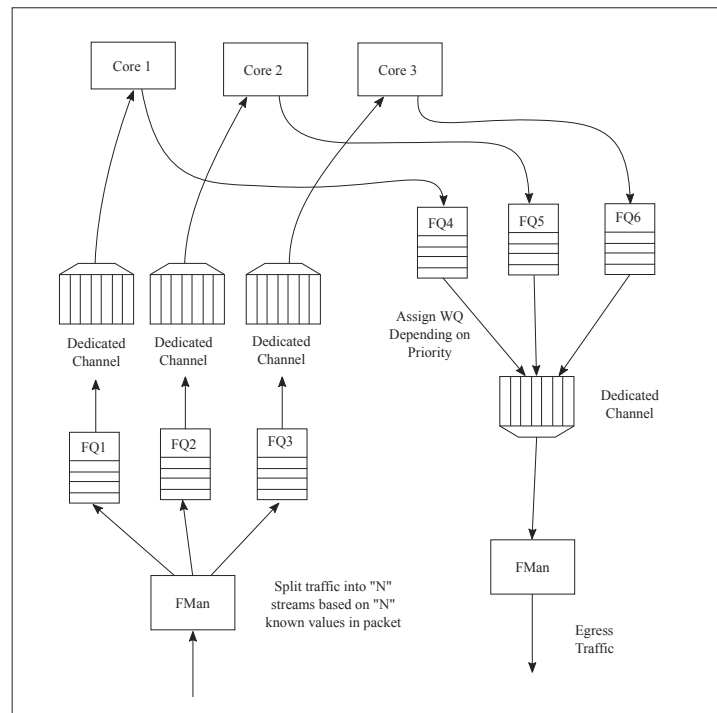 Core 1
Core 2
Core 3
FQ4
FQ5
FQ6
Assign WQ
Depending on
Priority
Dedicated
Channel
Dedicated
Channel
Dedicated
Channel
Dedicated
Channel
FQ1
FQ2
FQ3
FMan
Split traffic into "N"
streams based on "N"
known values in packet
FMan
Egress
Traffic